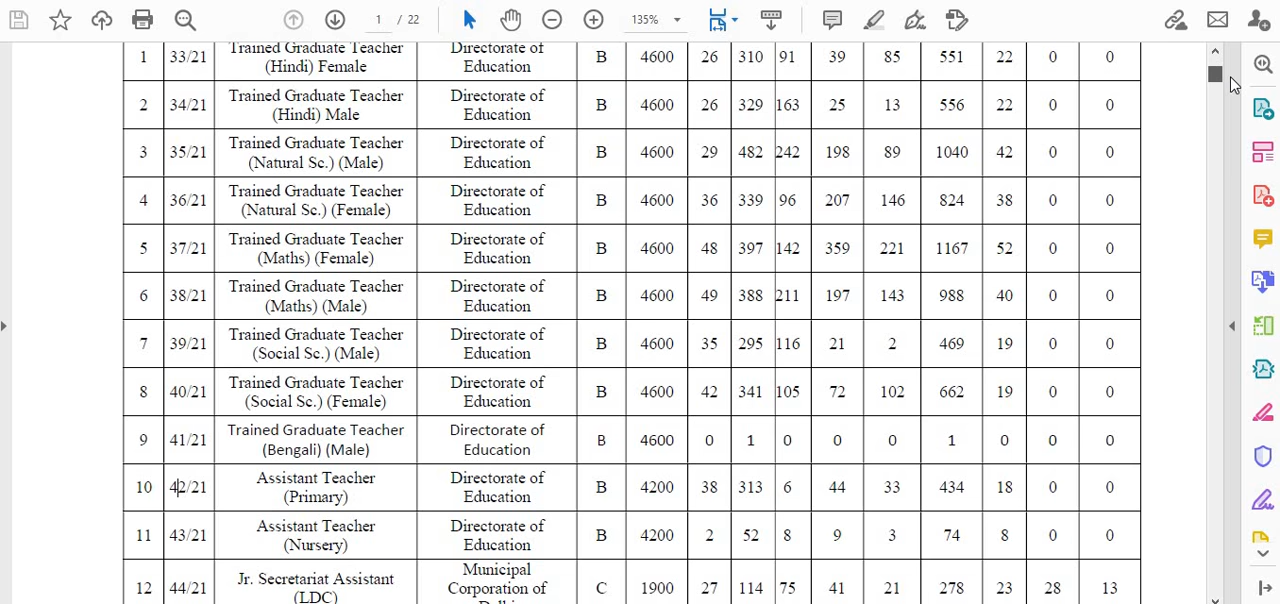 1 / 22 135%
1 33/21 Trained Graduate Teacher (Hindi) Female Directorate of Education B 4600 26 310 91 39 85 551 22 0 0
2 34/21 Trained Graduate Teacher (Hindi) Male Directorate of Education B 4600 26 329 163 25 13 556 22 0 0
3 35/21 Trained Graduate Teacher (Natural Sc.) (Male) Directorate of Education B 4600 29 482 242 198 89 1040 42 0 0
4 36/21 Trained Graduate Teacher (Natural Sc.) (Female) Directorate of Education B 4600 36 339 96 207 146 824 38 0 0
5 37/21 Trained Graduate Teacher (Maths) (Female) Directorate of Education B 4600 48 397 142 359 221 1167 52 0 0
6 38/21 Trained Graduate Teacher (Maths) (Male) Directorate of Education B 4600 49 388 211 197 143 988 40 0 0
7 39/21 Trained Graduate Teacher (Social Sc.) (Male) Directorate of Education B 4600 35 295 116 21 2 469 19 0 0
8 40/21 Trained Graduate Teacher (Social Sc.) (Female) Directorate of Education B 4600 42 341 105 72 102 662 19 0 0
9 41/21 Trained Graduate Teacher (Bengali) (Male) Directorate of Education B 4600 0 1 0 0 0 1 0 0 0
10 42/21 Assistant Teacher (Primary) Directorate of Education B 4200 38 313 6 44 33 434 18 0 0
11 43/21 Assistant Teacher (Nursery) Directorate of Education B 4200 2 52 8 9 3 74 8 0 0
12 44/21 Jr. Secretariat Assistant (LDC) Municipal Corporation of Delhi C 1900 27 114 75 41 21 278 23 28 13